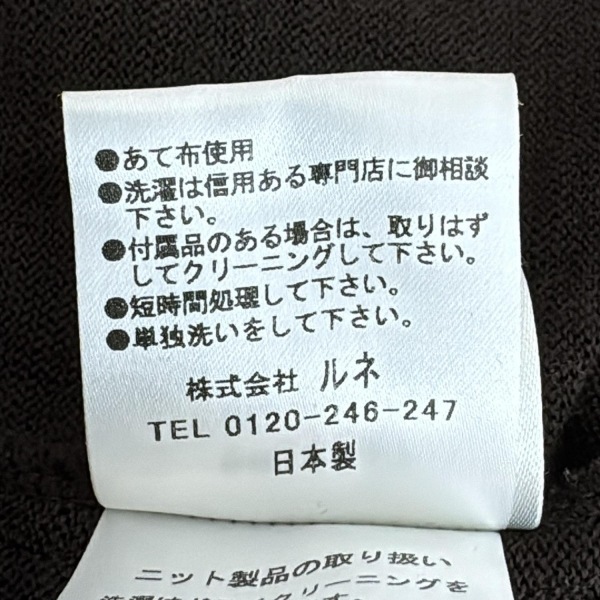 ●あて布使用
●洗濯は信用ある専門店に御相談
下さい。
●付属品のある場合は、取りはず
してクリーニングして下さい。
●短時間処理して下さい。
●単独洗いをして下さい。
株式会社 ルネ
TEL 0120-246-247
日本製
ニット製品の取り扱い